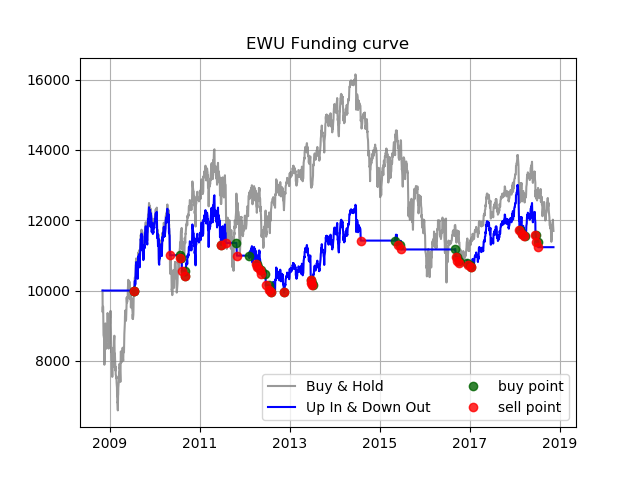 EWU Funding curve
16000
14000
12000
10000
8000
2009 2011 2013 2015 2017 2019
Buy & Hold
Up In & Down Out
buy point
sell point